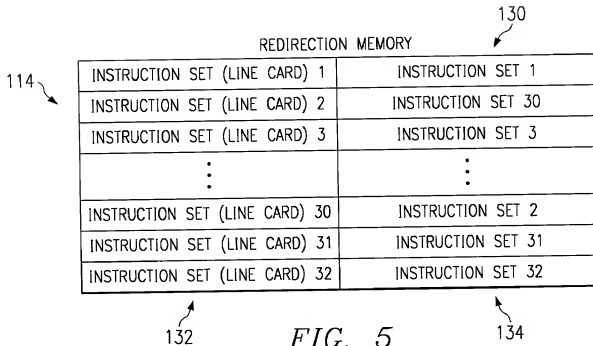 130
REDIRECTION MEMORY
114
INSTRUCTION SET (LINE CARD) 1 INSTRUCTION SET 1
INSTRUCTION SET (LINE CARD) 2 INSTRUCTION SET 30
INSTRUCTION SET (LINE CARD) 3 INSTRUCTION SET 3
⋮ ⋮
INSTRUCTION SET (LINE CARD) 30 INSTRUCTION SET 2
INSTRUCTION SET (LINE CARD) 31 INSTRUCTION SET 31
INSTRUCTION SET (LINE CARD) 32 INSTRUCTION SET 32
132 FIG. 5 134